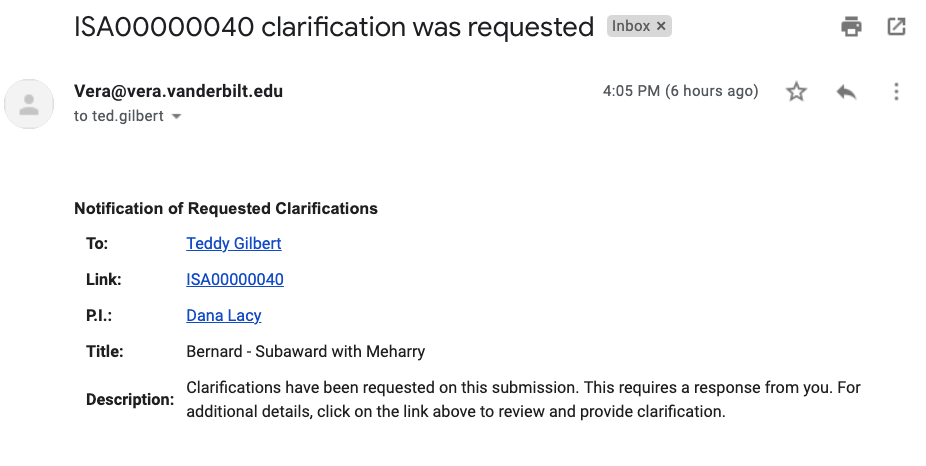 ISA00000040 clarification was requested Inbox ×
Vera@vera.vanderbilt.edu 4:05 PM (6 hours ago)
to ted.gilbert
Notification of Requested Clarifications
To: Teddy Gilbert
Link: ISA00000040
P.I.: Dana Lacy
Title: Bernard - Subaward with Meharry
Description: Clarifications have been requested on this submission. This requires a response from you. For
additional details, click on the link above to review and provide clarification.